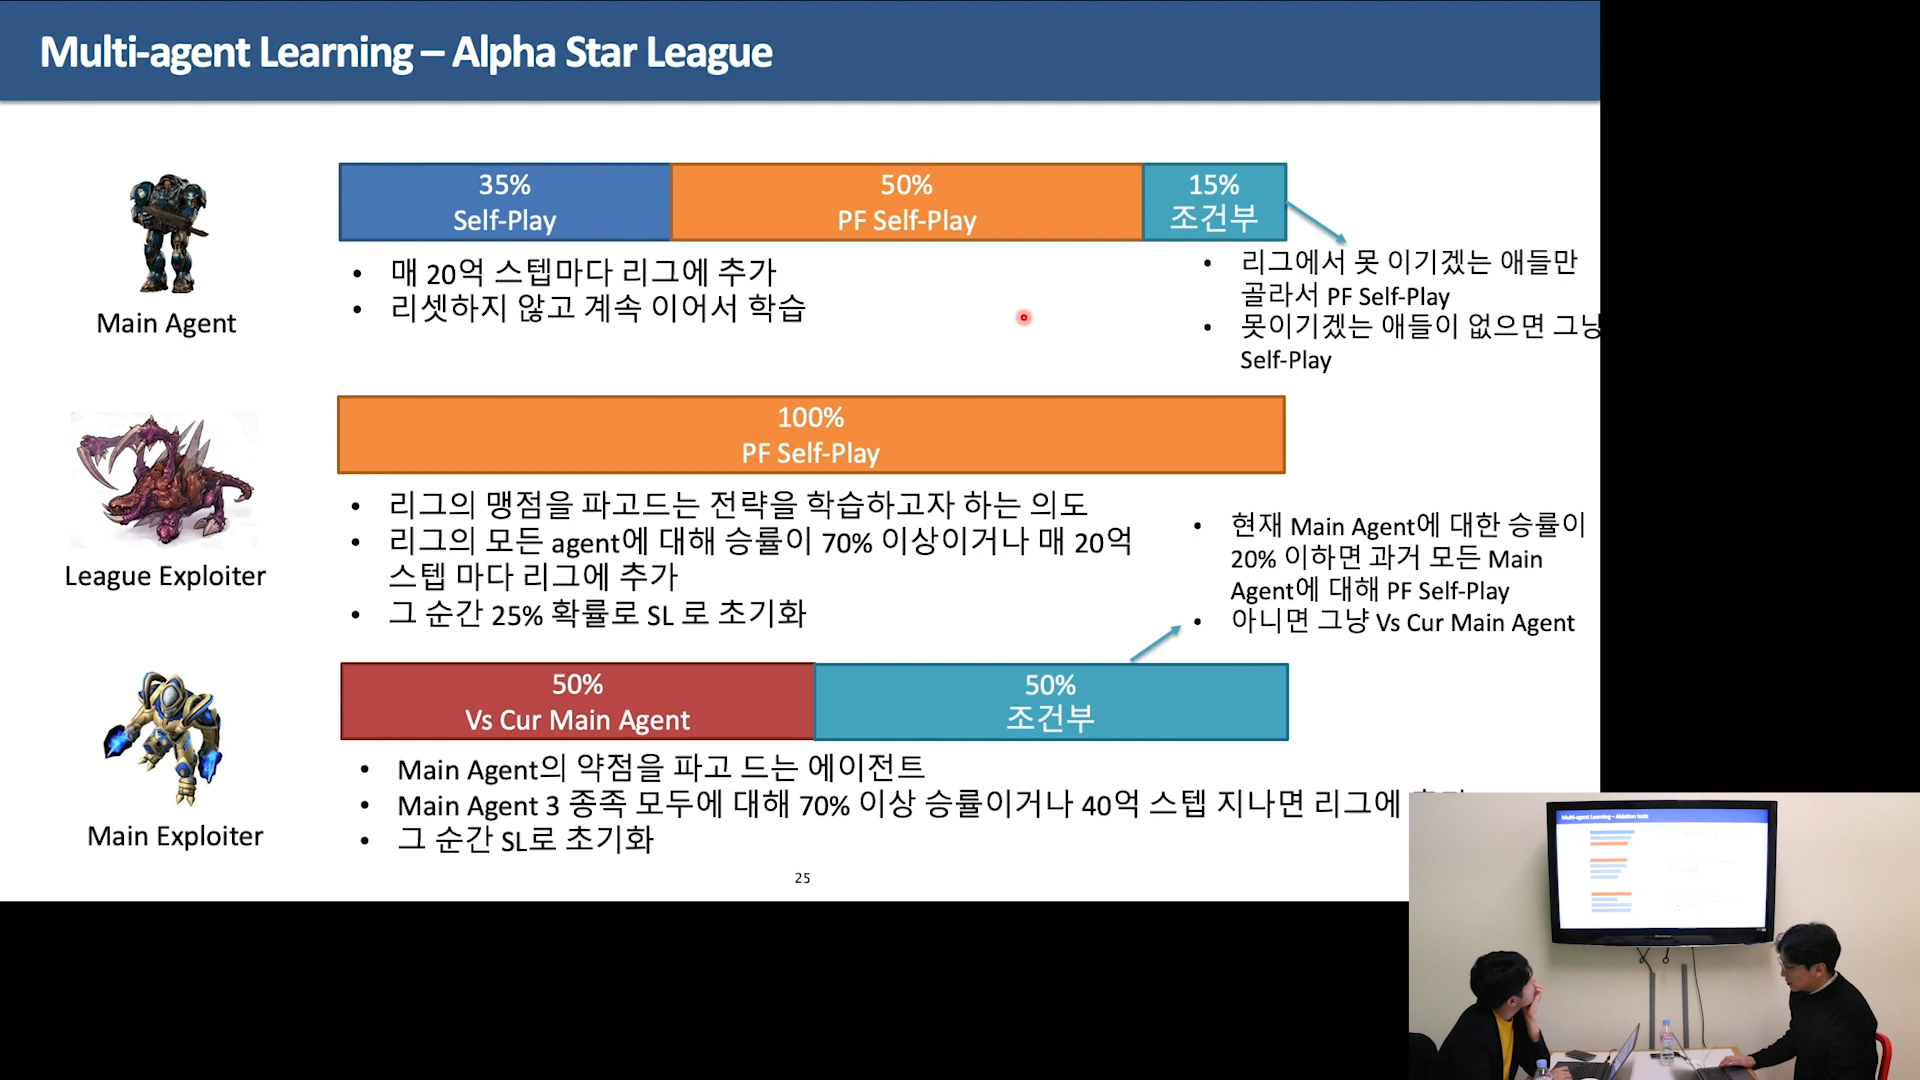 Multi-agent Learning – Alpha Star League
35%
Self-Play
50%
PF Self-Play
15%
조건부
Main Agent
• 매 20억 스텝마다 리그에 추가
• 리셋하지 않고 계속 이어서 학습
• 리그에서 못 이기겠는 애들만
골라서 PF Self-Play
• 못이기겠는 애들이 없으면 그냥
Self-Play
100%
PF Self-Play
League Exploiter
• 리그의 맹점을 파고드는 전략을 학습하고자 하는 의도
• 리그의 모든 agent에 대해 승률이 70% 이상이거나 매 20억
스텝 마다 리그에 추가
• 그 순간 25% 확률로 SL 로 초기화
• 현재 Main Agent에 대한 승률이
20% 이하면 과거 모든 Main
Agent에 대해 PF Self-Play
• 아니면 그냥 Vs Cur Main Agent
50%
Vs Cur Main Agent
50%
조건부
Main Exploiter
• Main Agent의 약점을 파고 드는 에이전트
• Main Agent 3 종족 모두에 대해 70% 이상 승률이거나 40억 스텝 지나면 리그에
• 그 순간 SL로 초기화
25
Multi-agent Learning – Ablation tests